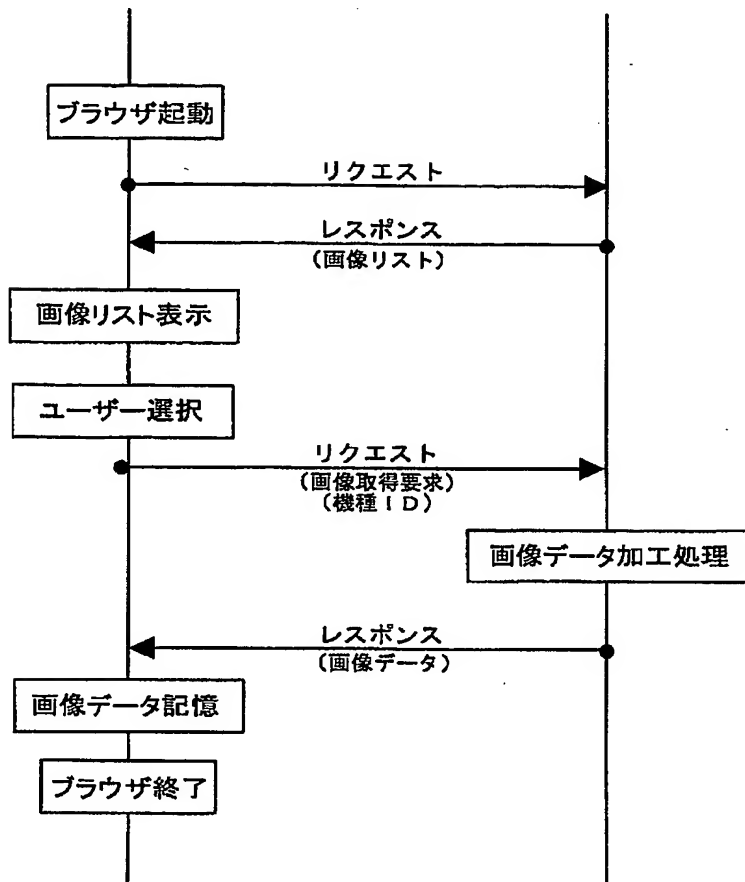 ブラウザ起動
リクエスト
レスポンス
(画像リスト)
画像リスト表示
ユーザー選択
リクエスト
(画像取得要求)
(機種ID)
画像データ加工処理
レスポンス
(画像データ)
画像データ記憶
ブラウザ終了